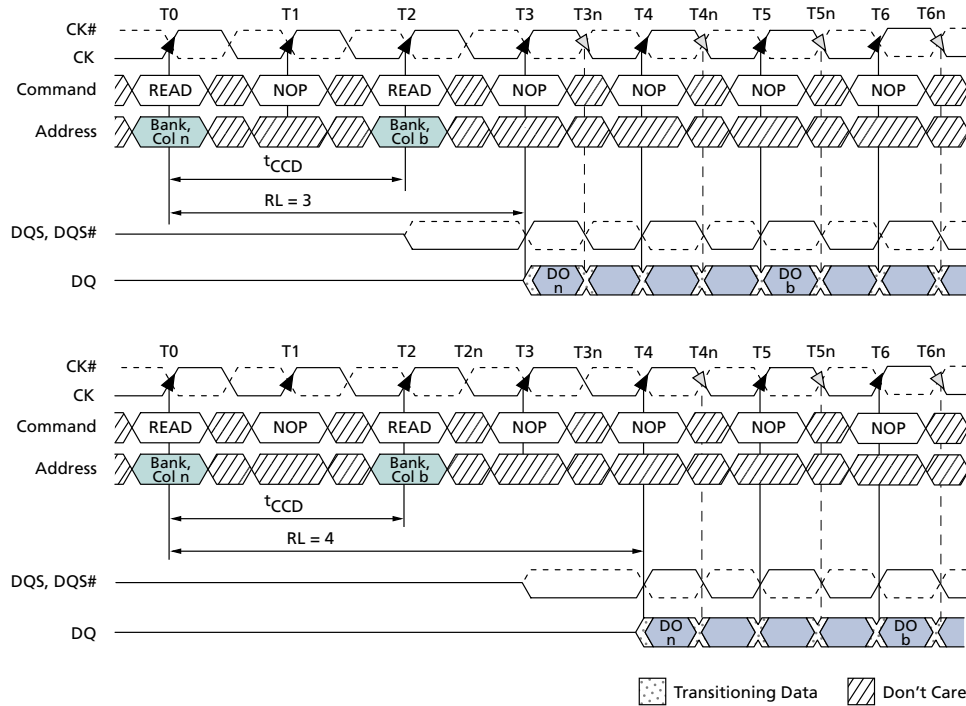 T0 T1 T2 T3 T3n T4 T4n T5 T5n T6 T6n
CK#
CK
Command READ NOP READ NOP NOP NOP NOP
Address Bank, Col n Bank, Col b
tCCD
RL = 3
DQS, DQS#
DQ DO n DO b
T0 T1 T2 T2n T3 T3n T4 T4n T5 T5n T6 T6n
CK#
CK
Command READ NOP READ NOP NOP NOP NOP
Address Bank, Col n Bank, Col b
tCCD
RL = 4
DQS, DQS#
DQ DO n DO b
Transitioning Data Don't Care